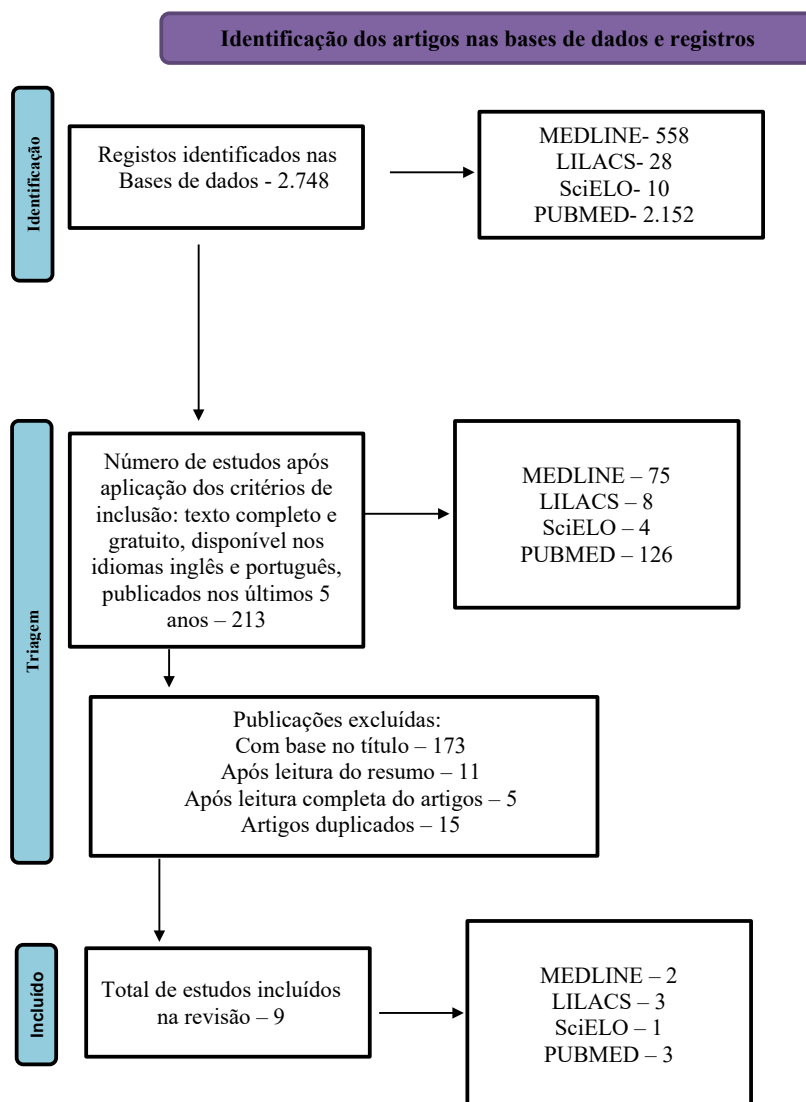 Identificação dos artigos nas bases de dados e registros
Identificação
Registos identificados nas
Bases de dados - 2.748
MEDLINE- 558
LILACS- 28
SciELO- 10
PUBMED- 2.152
Triagem
Número de estudos após
aplicação dos critérios de
inclusão: texto completo e
gratuito, disponível nos
idiomas inglês e português,
publicados nos últimos 5
anos – 213
MEDLINE – 75
LILACS – 8
SciELO – 4
PUBMED – 126
Publicações excluídas:
Com base no título – 173
Após leitura do resumo – 11
Após leitura completa do artigos – 5
Artigos duplicados – 15
Incluído
Total de estudos incluídos
na revisão – 9
MEDLINE – 2
LILACS – 3
SciELO – 1
PUBMED – 3